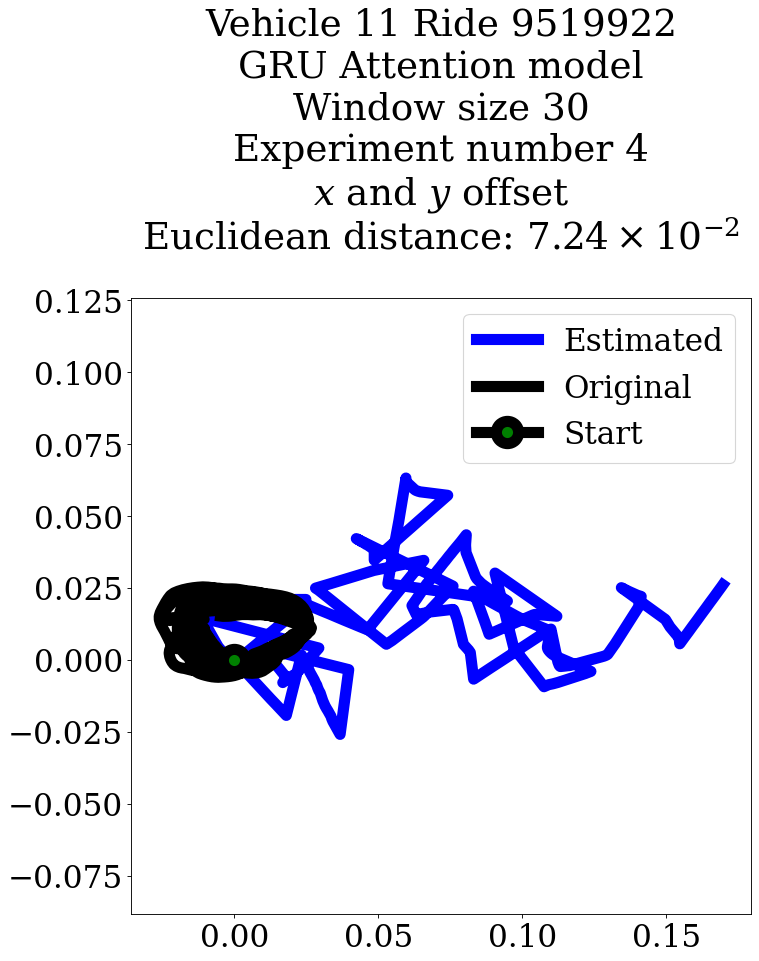 Vehicle 11 Ride 9519922
GRU Attention model
Window size 30
Experiment number 4
x and y offset
Euclidean distance: 7.24 × 10⁻²
0.125
0.100
0.075
0.050
0.025
0.000
−0.025
−0.050
−0.075
Estimated
Original
Start
0.00 0.05 0.10 0.15